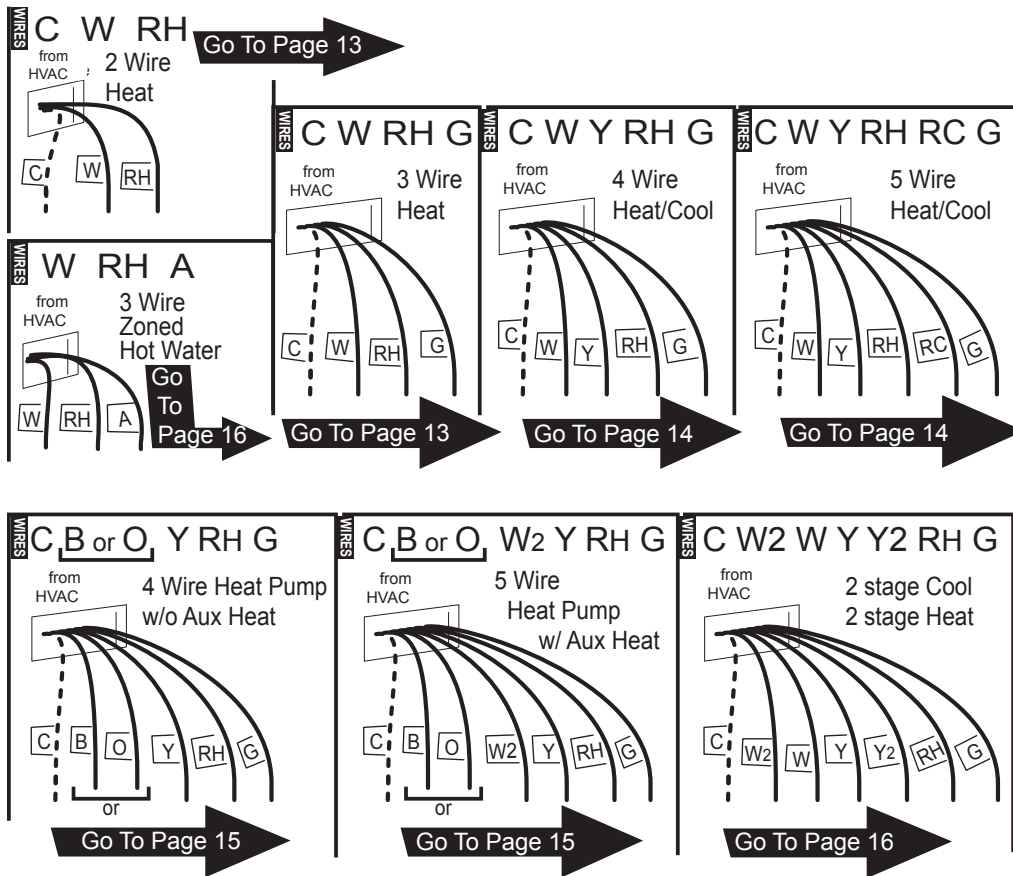 WIRES
C W RH
Go To Page 13
from
HVAC
2 Wire
Heat
C W RH
WIRES
W RH A
from
HVAC
3 Wire
Zoned
Hot Water
Go
To
Page 16
W RH A
WIRES
C W RH G
from
HVAC
3 Wire
Heat
C W RH G
Go To Page 13
WIRES
C W Y RH G
from
HVAC
4 Wire
Heat/Cool
C W Y RH G
Go To Page 14
WIRES
C W Y RH RC G
from
HVAC
5 Wire
Heat/Cool
C W Y RH RC G
Go To Page 14
WIRES
C B or O Y RH G
from
HVAC
4 Wire Heat Pump
w/o Aux Heat
C B O Y RH G
or
Go To Page 15
WIRES
C B or O W2 Y RH G
from
HVAC
5 Wire
Heat Pump
w/ Aux Heat
C B O W2 Y RH G
or
Go To Page 15
WIRES
C W2 W Y Y2 RH G
from
HVAC
2 stage Cool
2 stage Heat
C W2 W Y Y2 RH G
Go To Page 16